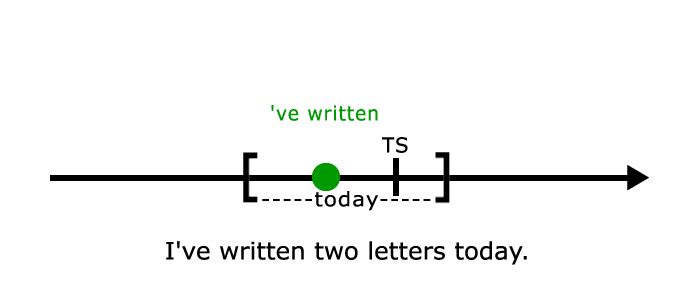 've written
TS
[
]
-----today-----
I've written two letters today.